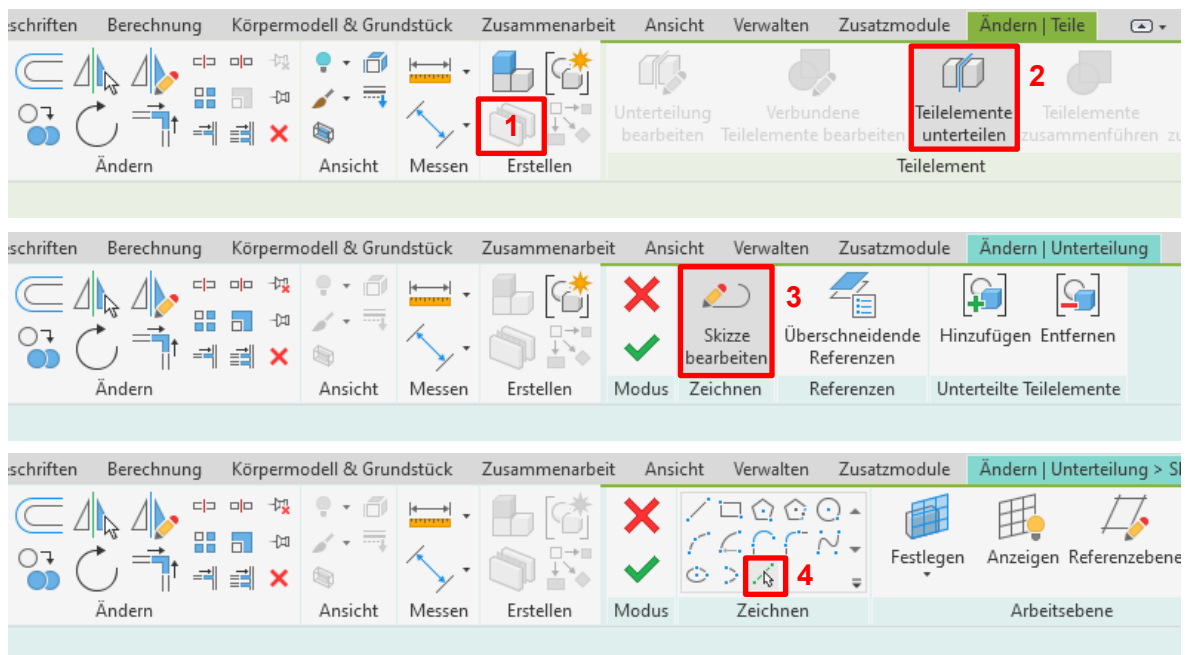 eschriften Berechnung Körpermodell & Grundstück Zusammenarbeit Ansicht Verwalten Zusatzmodule Ändern | Teile
1
2
Unterteilung bearbeiten
Verbundene Teilelemente bearbeiten
Teilelemente unterteilen
Teilelemente zusammenführen
Ändern Ansicht Messen Erstellen Teilelement
eschriften Berechnung Körpermodell & Grundstück Zusammenarbeit Ansicht Verwalten Zusatzmodule Ändern | Unterteilung
3
Skizze bearbeiten
Überschneidende Referenzen
Hinzufügen Entfernen
Ändern Ansicht Messen Erstellen Modus Zeichnen Referenzen Unterteilte Teilelemente
eschriften Berechnung Körpermodell & Grundstück Zusammenarbeit Ansicht Verwalten Zusatzmodule Ändern | Unterteilung >
4
Festlegen Anzeigen Referenzebene
Ändern Ansicht Messen Erstellen Modus Zeichnen Arbeitsebene